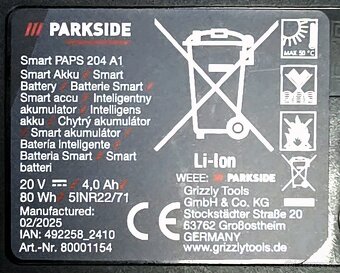 /// PARKSIDE
Smart PAPS 204 A1
Smart Akku / Smart
Battery / Batterie Smart /
Smart accu / Inteligentny
akumulator / Inteligens
akku / Chytrý akumulátor /
Smart akumulátor /
Batería inteligente /
Batteria Smart / Smart
batteri
20 V ⎓ / 4,0 Ah /
80 Wh / 5INR22/71
Manufactured:
02/2025
IAN: 492258_2410
Art.-Nr. 80001154
MAX. 50 °C
Li-Ion
WEEE: /// PARKSIDE
Grizzly Tools
GmbH & Co. KG
Stockstädter Straße 20
63762 Großostheim
GERMANY
www.grizzlytools.de
CE